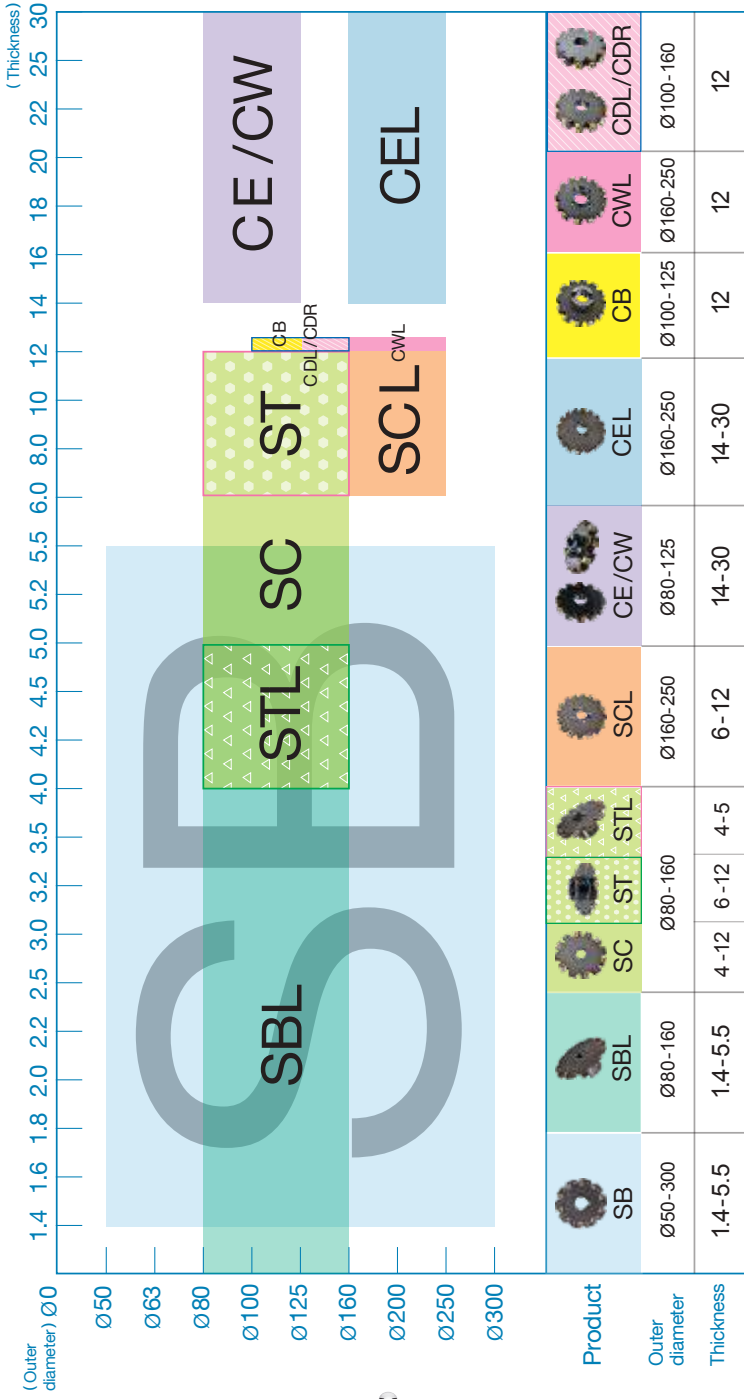 (Thickness)
1.4 1.6 1.8 2.0 2.2 2.5 3.0 3.2 3.5 4.0 4.2 4.5 5.0 5.2 5.5 6.0 8.0 10 12 14 16 18 20 22 25 30
(Outer
diameter)
Ø0
Ø50
Ø63
Ø80
Ø100
Ø125
Ø160
Ø200
Ø250
Ø300
SB
SBL
STL
SC
ST
SCL
CB
CDL/CDR
CWL
CE/CW
CEL
Product SB SBL SC ST STL SCL CE/CW CEL CB CWL CDL/CDR
Outer
diameter
Ø50-300 Ø80-160 Ø80-160 Ø160-250 Ø80-125 Ø160-250 Ø100-125 Ø160-250 Ø100-160
Thickness 1.4-5.5 1.4-5.5 4-12 6-12 4-5 6-12 14-30 14-30 12 12 12